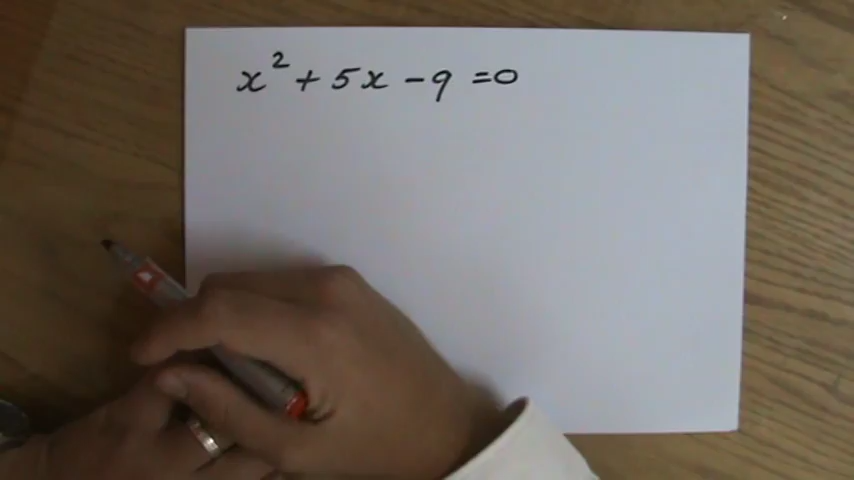 x² + 5x - 9 = 0